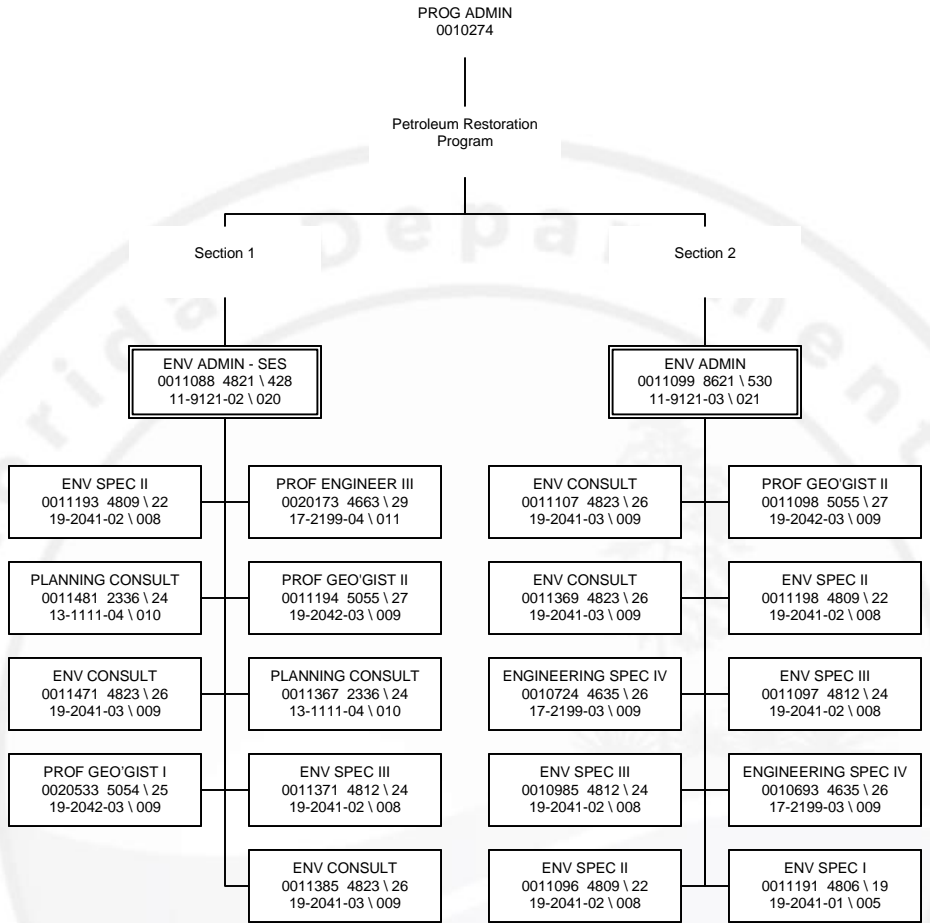 PROG ADMIN
0010274
Petroleum Restoration
Program
Section 1
Section 2
ENV ADMIN - SES
0011088 4821 \ 428
11-9121-02 \ 020
ENV ADMIN
0011099 8621 \ 530
11-9121-03 \ 021
ENV SPEC II
0011193 4809 \ 22
19-2041-02 \ 008
PROF ENGINEER III
0020173 4663 \ 29
17-2199-04 \ 011
ENV CONSULT
0011107 4823 \ 26
19-2041-03 \ 009
PROF GEO'GIST II
0011098 5055 \ 27
19-2042-03 \ 009
PLANNING CONSULT
0011481 2336 \ 24
13-1111-04 \ 010
PROF GEO'GIST II
0011194 5055 \ 27
19-2042-03 \ 009
ENV CONSULT
0011369 4823 \ 26
19-2041-03 \ 009
ENV SPEC II
0011198 4809 \ 22
19-2041-02 \ 008
ENV CONSULT
0011471 4823 \ 26
19-2041-03 \ 009
PLANNING CONSULT
0011367 2336 \ 24
13-1111-04 \ 010
ENGINEERING SPEC IV
0010724 4635 \ 26
17-2199-03 \ 009
ENV SPEC III
0011097 4812 \ 24
19-2041-02 \ 008
PROF GEO'GIST I
0020533 5054 \ 25
19-2042-03 \ 009
ENV SPEC III
0011371 4812 \ 24
19-2041-02 \ 008
ENV SPEC III
0010985 4812 \ 24
19-2041-02 \ 008
ENGINEERING SPEC IV
0010693 4635 \ 26
17-2199-03 \ 009
ENV CONSULT
0011385 4823 \ 26
19-2041-03 \ 009
ENV SPEC II
0011096 4809 \ 22
19-2041-02 \ 008
ENV SPEC I
0011191 4806 \ 19
19-2041-01 \ 005